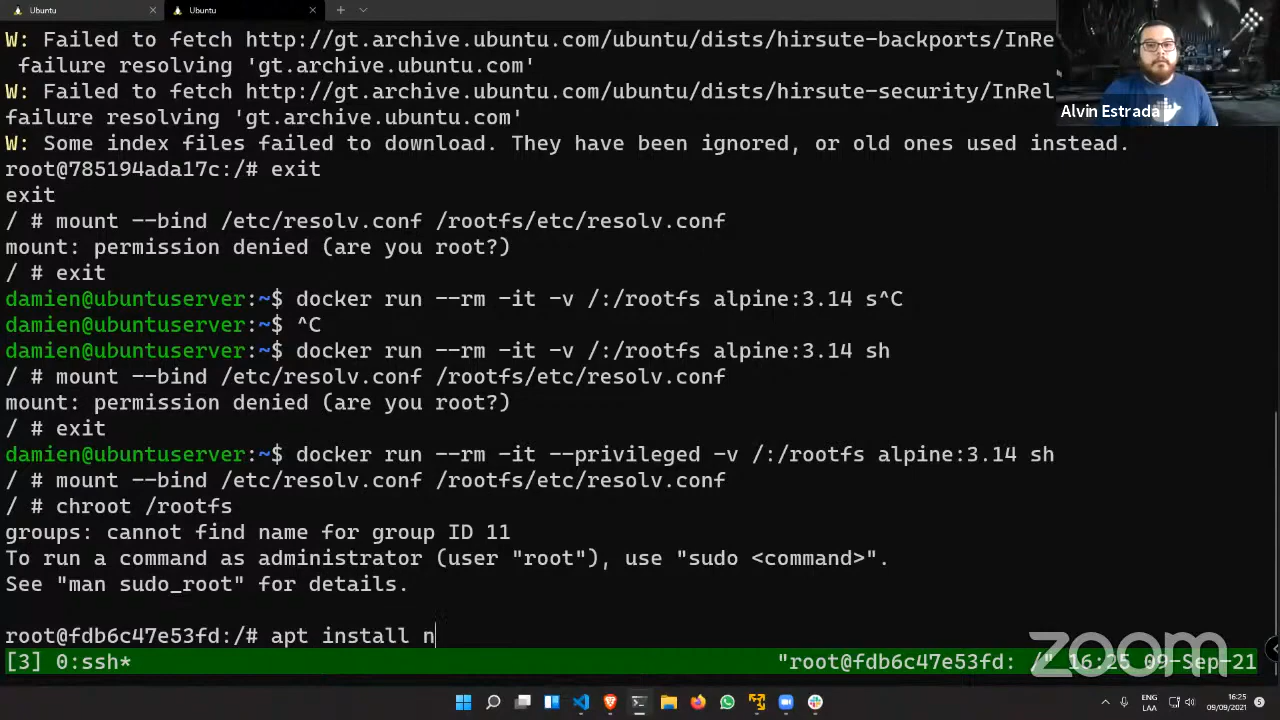 Ubuntu
Ubuntu
W: Failed to fetch http://gt.archive.ubuntu.com/ubuntu/dists/hirsute-backports/InRe
failure resolving 'gt.archive.ubuntu.com'
W: Failed to fetch http://gt.archive.ubuntu.com/ubuntu/dists/hirsute-security/InRel
failure resolving 'gt.archive.ubuntu.com'
Alvin Estrada
W: Some index files failed to download. They have been ignored, or old ones used instead.
root@785194ada17c:/# exit
exit
/ # mount --bind /etc/resolv.conf /rootfs/etc/resolv.conf
mount: permission denied (are you root?)
/ # exit
damien@ubuntuserver:~$ docker run --rm -it -v /:/rootfs alpine:3.14 s^C
damien@ubuntuserver:~$ ^C
damien@ubuntuserver:~$ docker run --rm -it -v /:/rootfs alpine:3.14 sh
/ # mount --bind /etc/resolv.conf /rootfs/etc/resolv.conf
mount: permission denied (are you root?)
/ # exit
damien@ubuntuserver:~$ docker run --rm -it --privileged -v /:/rootfs alpine:3.14 sh
/ # mount --bind /etc/resolv.conf /rootfs/etc/resolv.conf
/ # chroot /rootfs
groups: cannot find name for group ID 11
To run a command as administrator (user "root"), use "sudo <command>".
See "man sudo_root" for details.
root@fdb6c47e53fd:/# apt install n
zoom
[3] 0:ssh* "root@fdb6c47e53fd: /" 16:25 09-Sep-21
ENG
LAA
16:25
09/09/2021
5